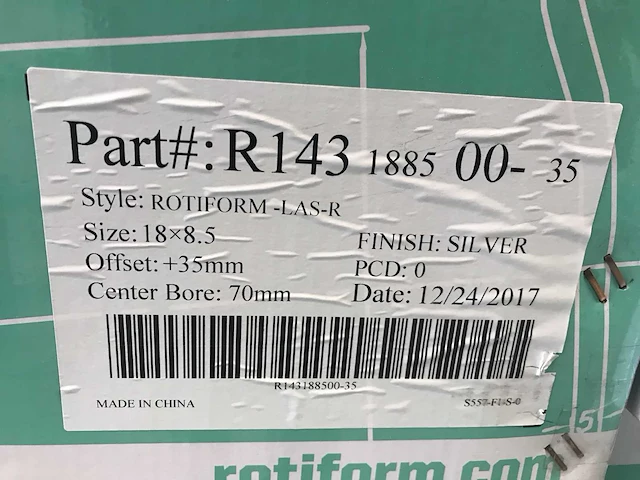 Part#: R143 1885 00- 35
Style: ROTIFORM -LAS-R
Size: 18×8.5
FINISH: SILVER
Offset: +35mm
PCD: 0
Center Bore: 70mm
Date: 12/24/2017
R143188500-35
MADE IN CHINA
S557-F1-S-0
5
rotiform.com